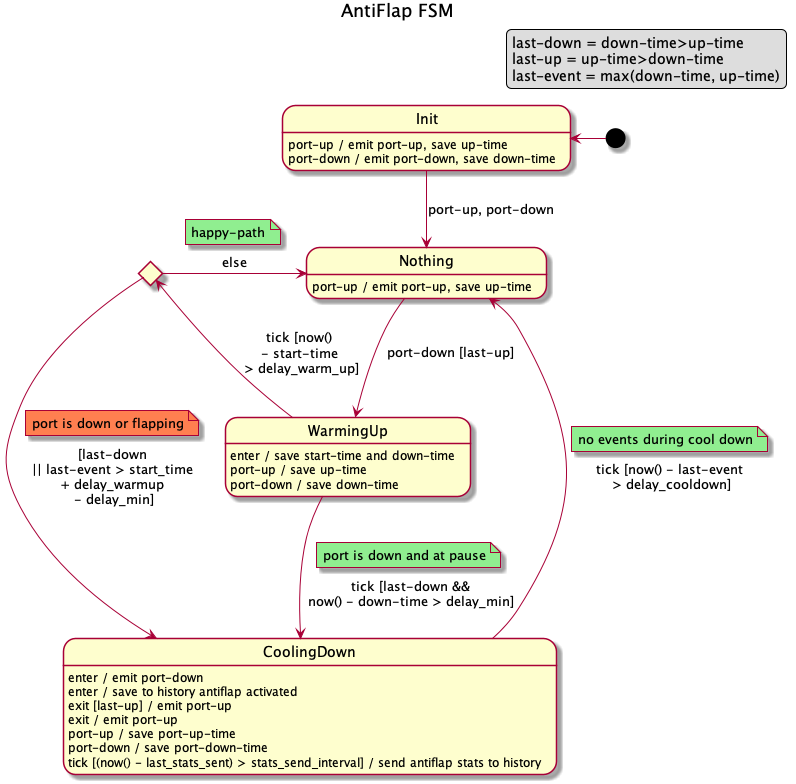 AntiFlap FSM
last-down = down-time>up-time
last-up = up-time>down-time
last-event = max(down-time, up-time)
Init
port-up / emit port-up, save up-time
port-down / emit port-down, save down-time
port-up, port-down
happy-path
else
Nothing
port-up / emit port-up, save up-time
tick [now()
- start-time
> delay_warm_up]
port-down [last-up]
port is down or flapping
[last-down
|| last-event > start_time
+ delay_warmup
- delay_min]
WarmingUp
enter / save start-time and down-time
port-up / save up-time
port-down / save down-time
no events during cool down
tick [now() - last-event
> delay_cooldown]
port is down and at pause
tick [last-down &&
now() - down-time > delay_min]
CoolingDown
enter / emit port-down
enter / save to history antiflap activated
exit [last-up] / emit port-up
exit / emit port-up
port-up / save port-up-time
port-down / save port-down-time
tick [(now() - last_stats_sent) > stats_send_interval] / send antiflap stats to history